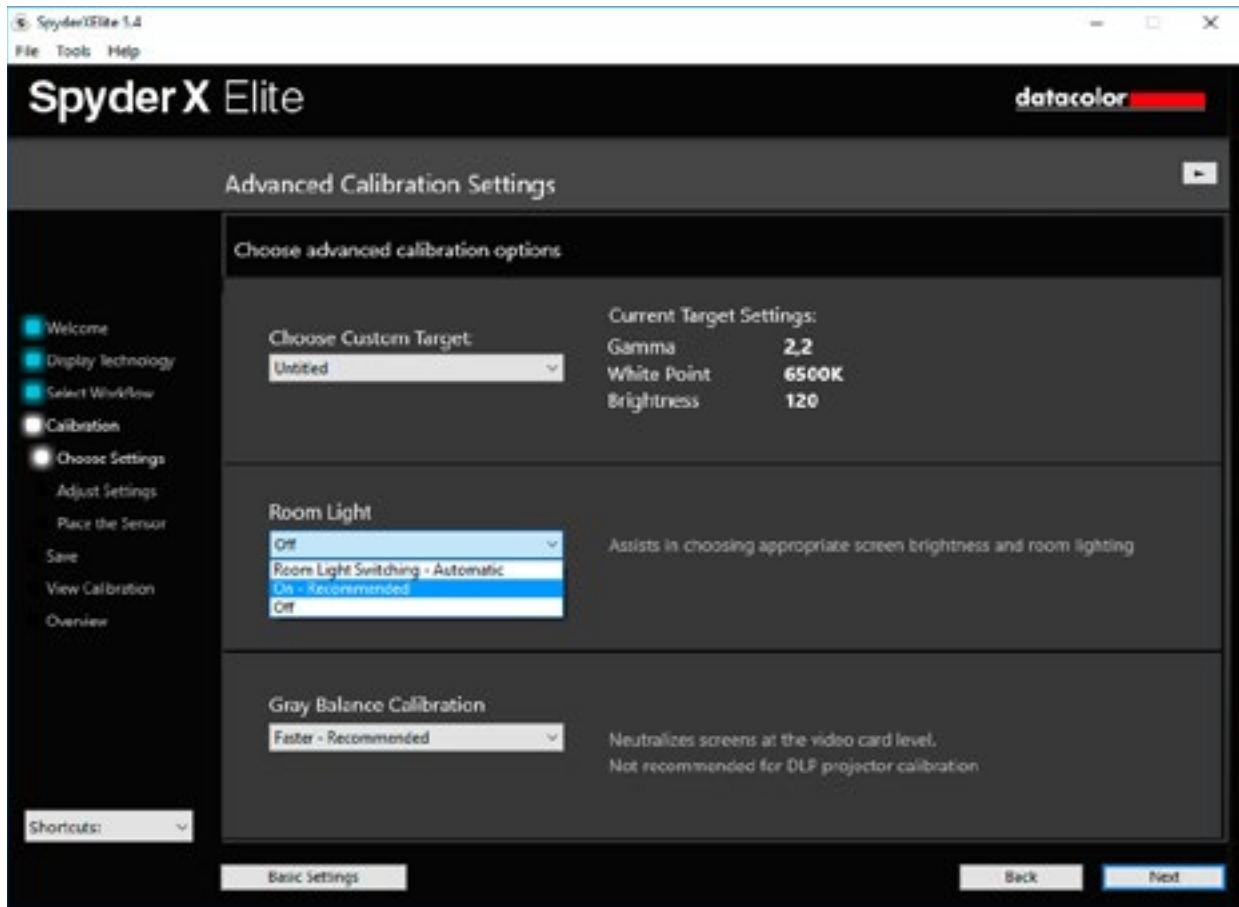 SpyderXElite 5.4
File Tools Help
Spyder X Elite
datacolor
Advanced Calibration Settings
Choose advanced calibration options
Welcome
Display Technology
Select Workflow
Calibration
Choose Settings
Adjust Settings
Place the Sensor
Save
View Calibration
Overview
Shortcuts:
Choose Custom Target:
Untitled
Current Target Settings:
Gamma 2,2
White Point 6500K
Brightness 120
Room Light
Off
Room Light Switching - Automatic
On - Recommended
Off
Assists in choosing appropriate screen brightness and room lighting
Gray Balance Calibration
Faster - Recommended
Neutralizes screens at the video card level.
Not recommended for DLP projector calibration
Basic Settings
Back
Next